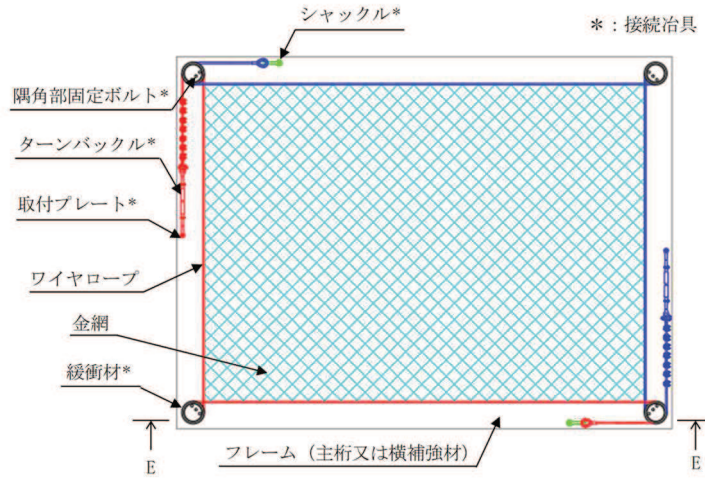 シャックル*
*：接続冶具
隅角部固定ボルト*
ターンバックル*
取付プレート*
ワイヤロープ
金網
緩衝材*
フレーム（主桁又は横補強材）
E
E